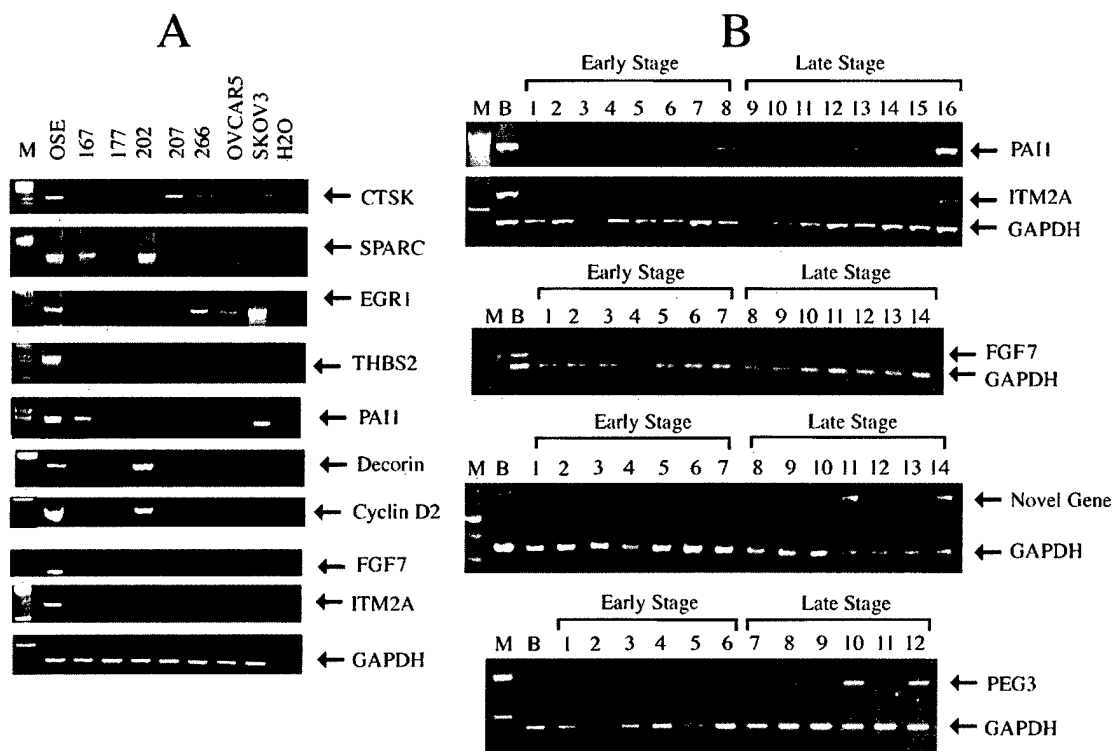 A
M OSE 167 177 202 207 266 OVCAR5 SKOV3 H2O
CTSK
SPARC
EGR1
THBS2
PAI1
Decorin
Cyclin D2
FGF7
ITM2A
GAPDH
B
Early Stage Late Stage
M B 1 2 3 4 5 6 7 8 9 10 11 12 13 14 15 16
PAI1
ITM2A
GAPDH
Early Stage Late Stage
M B 1 2 3 4 5 6 7 8 9 10 11 12 13 14
FGF7
GAPDH
Early Stage Late Stage
M B 1 2 3 4 5 6 7 8 9 10 11 12 13 14
Novel Gene
GAPDH
Early Stage Late Stage
M B 1 2 3 4 5 6 7 8 9 10 11 12
PEG3
GAPDH